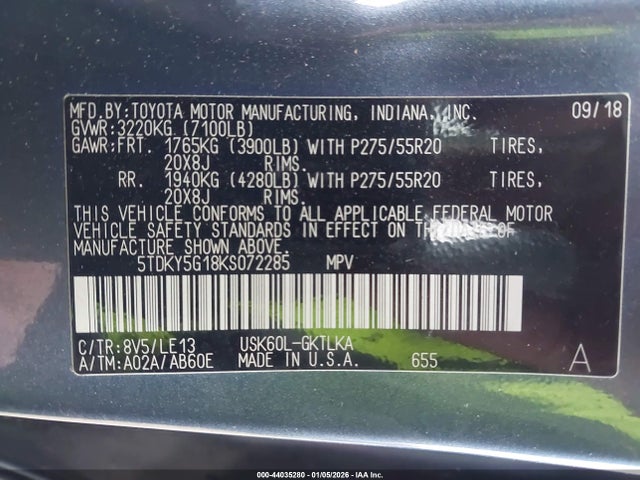 MFD.BY:TOYOTA MOTOR MANUFACTURING, INDIANA, INC. 09/18
GVWR:3220KG (7100LB)
GAWR:FRT. 1765KG (3900LB) WITH P275/55R20 TIRES,
20X8J RIMS.
RR. 1940KG (4280LB) WITH P275/55R20 TIRES,
20X8J RIMS.
THIS VEHICLE CONFORMS TO ALL APPLICABLE FEDERAL MOTOR
VEHICLE SAFETY STANDARDS IN EFFECT ON OF
MANUFACTURE SHOWN ABOVE.
5TDKY5G18KS072285 MPV
C/TR:8V5/LE13 USK60L-GKTLKA
A/TM:A02A/AB60E MADE IN U.S.A. 655 A
000-44035280 - 01/05/2026 - IAA Inc.